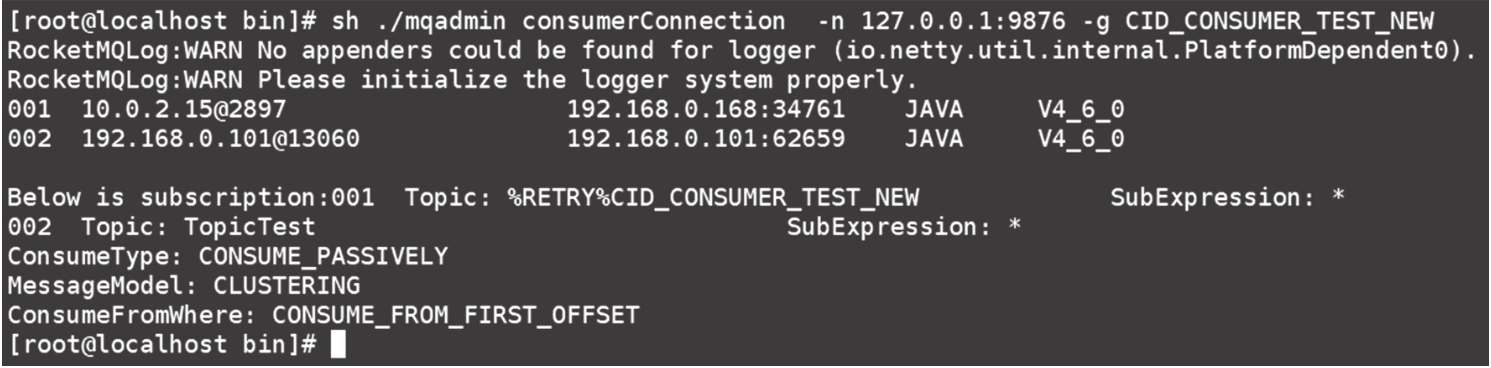 [root@localhost bin]# sh ./mqadmin consumerConnection  -n 127.0.0.1:9876 -g CID_CONSUMER_TEST_NEW
RocketMQLog:WARN No appenders could be found for logger (io.netty.util.internal.PlatformDependent0).
RocketMQLog:WARN Please initialize the logger system properly.
001  10.0.2.15@2897                   192.168.0.168:34761    JAVA     V4_6_0
002  192.168.0.101@13060              192.168.0.101:62659    JAVA     V4_6_0
Below is subscription:001  Topic: %RETRY%CID_CONSUMER_TEST_NEW             SubExpression: *
002  Topic: TopicTest                                SubExpression: *
ConsumeType: CONSUME_PASSIVELY
MessageModel: CLUSTERING
ConsumeFromWhere: CONSUME_FROM_FIRST_OFFSET
[root@localhost bin]#